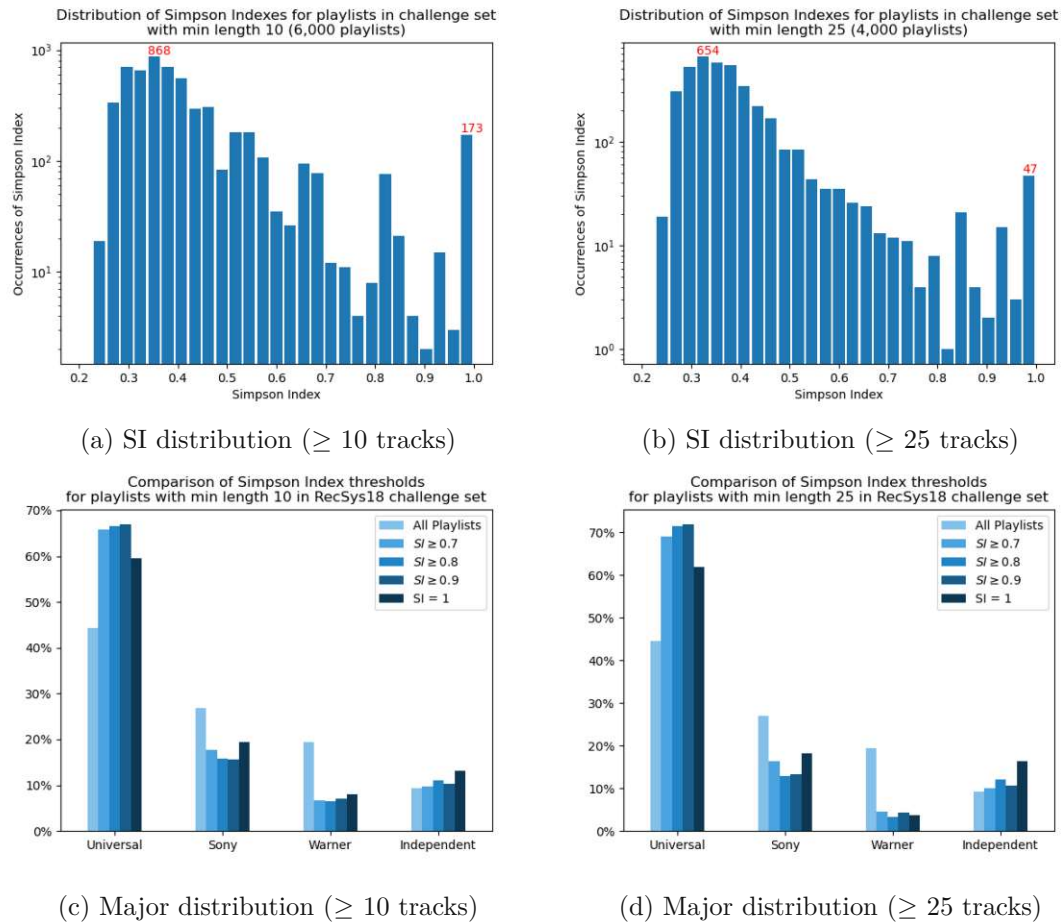 Distribution of Simpson Indexes for playlists in challenge set
with min length 10 (6,000 playlists)
10³
10²
10¹
868
173
Occurrences of Simpson Index
0.2 0.3 0.4 0.5 0.6 0.7 0.8 0.9 1.0
Simpson Index
(a) SI distribution (≥ 10 tracks)
Distribution of Simpson Indexes for playlists in challenge set
with min length 25 (4,000 playlists)
654
47
10²
10¹
10⁰
Occurrences of Simpson Index
0.2 0.3 0.4 0.5 0.6 0.7 0.8 0.9 1.0
Simpson Index
(b) SI distribution (≥ 25 tracks)
Comparison of Simpson Index thresholds
for playlists with min length 10 in RecSys18 challenge set
70%
60%
50%
40%
30%
20%
10%
0%
All Playlists
SI ≥ 0.7
SI ≥ 0.8
SI ≥ 0.9
SI = 1
Universal Sony Warner Independent
(c) Major distribution (≥ 10 tracks)
Comparison of Simpson Index thresholds
for playlists with min length 25 in RecSys18 challenge set
70%
60%
50%
40%
30%
20%
10%
0%
All Playlists
SI ≥ 0.7
SI ≥ 0.8
SI ≥ 0.9
SI = 1
Universal Sony Warner Independent
(d) Major distribution (≥ 25 tracks)